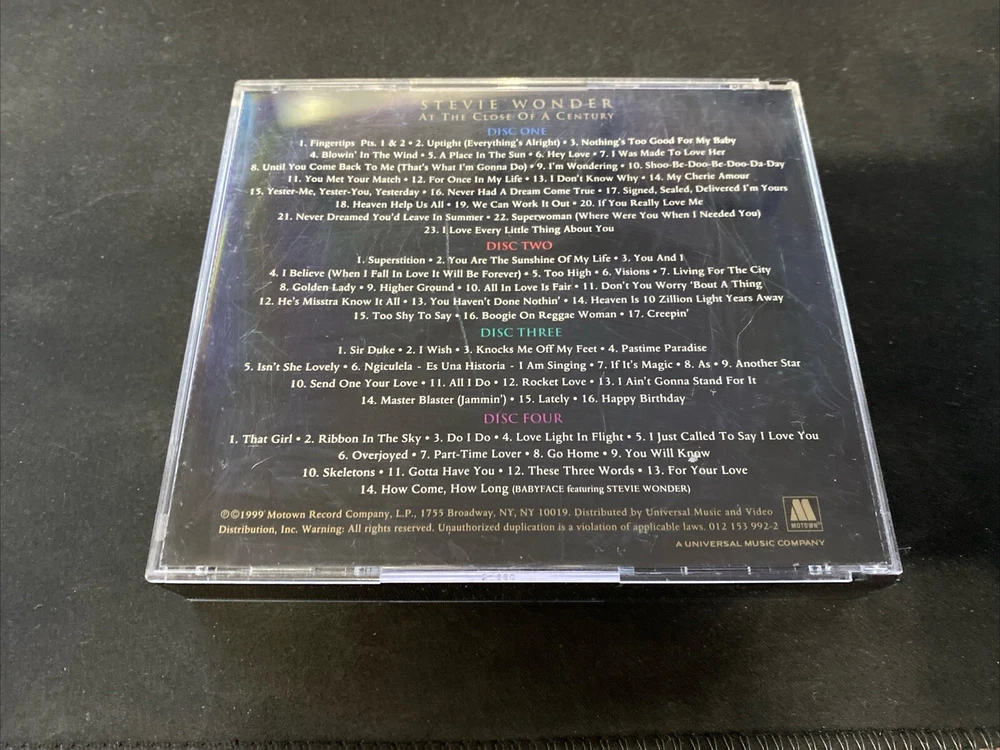 STEVIE WONDER
AT THE CLOSE OF A CENTURY
DISC ONE
1. Fingertips Pts. 1 & 2 • 2. Uptight (Everything's Alright) • 3. Nothing's Too Good For My Baby
4. Blowin' In The Wind • 5. A Place In The Sun • 6. Hey Love • 7. I Was Made To Love Her
8. Until You Come Back To Me (That's What I'm Gonna Do) • 9. I'm Wondering • 10. Shoo-Be-Doo-Be-Doo-Da-Day
11. You Met Your Match • 12. For Once In My Life • 13. I Don't Know Why • 14. My Cherie Amour
15. Yester-Me, Yester-You, Yesterday • 16. Never Had A Dream Come True • 17. Signed, Sealed, Delivered I'm Yours
18. Heaven Help Us All • 19. We Can Work It Out • 20. If You Really Love Me
21. Never Dreamed You'd Leave In Summer • 22. Superwoman (Where Were You When I Needed You)
23. I Love Every Little Thing About You
DISC TWO
1. Superstition • 2. You Are The Sunshine Of My Life • 3. You And I
4. I Believe (When I Fall In Love It Will Be Forever) • 5. Too High • 6. Visions • 7. Living For The City
8. Golden Lady • 9. Higher Ground • 10. All In Love Is Fair • 11. Don't You Worry 'Bout A Thing
12. He's Misstra Know It All • 13. You Haven't Done Nothin' • 14. Heaven Is 10 Zillion Light Years Away
15. Too Shy To Say • 16. Boogie On Reggae Woman • 17. Creepin'
DISC THREE
1. Sir Duke • 2. I Wish • 3. Knocks Me Off My Feet • 4. Pastime Paradise
5. Isn't She Lovely • 6. Ngiculela - Es Una Historia - I Am Singing • 7. If It's Magic • 8. As • 9. Another Star
10. Send One Your Love • 11. All I Do • 12. Rocket Love • 13. I Ain't Gonna Stand For It
14. Master Blaster (Jammin') • 15. Lately • 16. Happy Birthday
DISC FOUR
1. That Girl • 2. Ribbon In The Sky • 3. Do I Do • 4. Love Light In Flight • 5. I Just Called To Say I Love You
6. Overjoyed • 7. Part-Time Lover • 8. Go Home • 9. You Will Know
10. Skeletons • 11. Gotta Have You • 12. These Three Words • 13. For Your Love
14. How Come, How Long (BABYFACE featuring STEVIE WONDER)
℗©1999 Motown Record Company, L.P., 1755 Broadway, NY, NY 10019. Distributed by Universal Music and Video
Distribution, Inc. Warning: All rights reserved. Unauthorized duplication is a violation of applicable laws. 012 153 992-2
MOTOWN
A UNIVERSAL MUSIC COMPANY